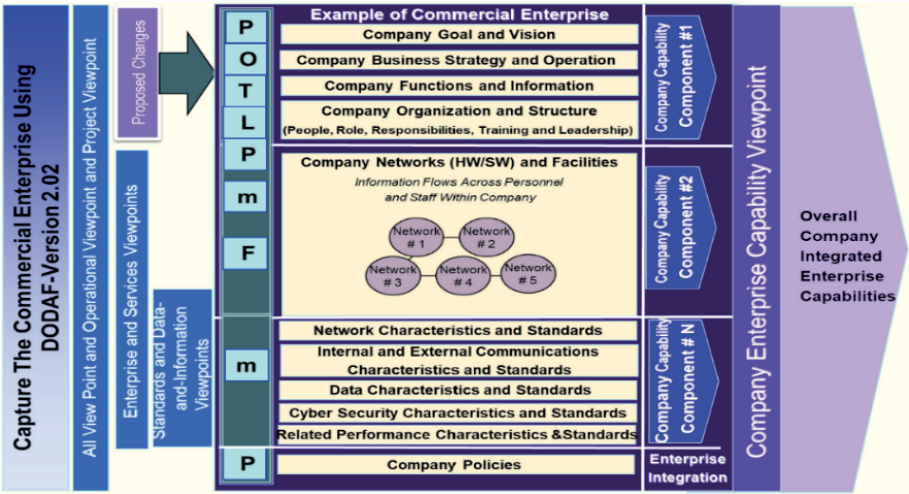 Capture The Commercial Enterprise Using
DODAF-Version 2.02
All View Point and Operational Viewpoint and Project Viewpoint
Proposed Changes
Enterprise and Services Viewpoints
Standards and Data-
and-Information
Viewpoints
P
O
T
L
P
m
F
m
P
Example of Commercial Enterprise
Company Goal and Vision
Company Business Strategy and Operation
Company Functions and Information
Company Organization and Structure
(People, Role, Responsibilities, Training and Leadership)
Company Networks (HW/SW) and Facilities
Information Flows Across Personnel
and Staff Within Company
Network
# 1
Network
# 2
Network
# 3
Network
# 4
Network
# 5
Network Characteristics and Standards
Internal and External Communications
Characteristics and Standards
Data Characteristics and Standards
Cyber Security Characteristics and Standards
Related Performance Characteristics &Standards
Company Policies
Company Capability
Component #1
Company Capability
Component #2
Company Capability
Component # N
Enterprise
Integration
Company Enterprise Capability Viewpoint
Overall
Company
Integrated
Enterprise
Capabilities